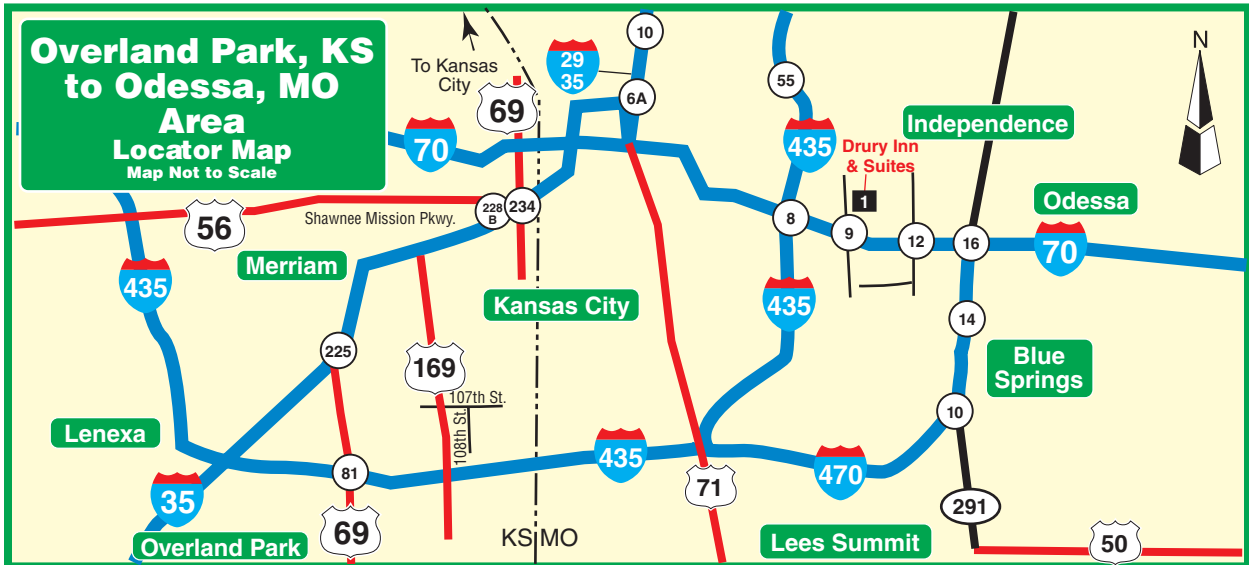 Overland Park, KS
to Odessa, MO
Area
Locator Map
Map Not to Scale
To Kansas
City
69
29
35
10
6A
55
435
Independence
N
70
Drury Inn
& Suites
1
56
Shawnee Mission Pkwy.
228
B
234
8
9
12
16
Odessa
70
Merriam
435
Kansas City
435
14
225
169
Blue
Springs
107th St.
108th St.
10
Lenexa
435
470
81
35
71
291
69
KS
MO
Overland Park
Lees Summit
50